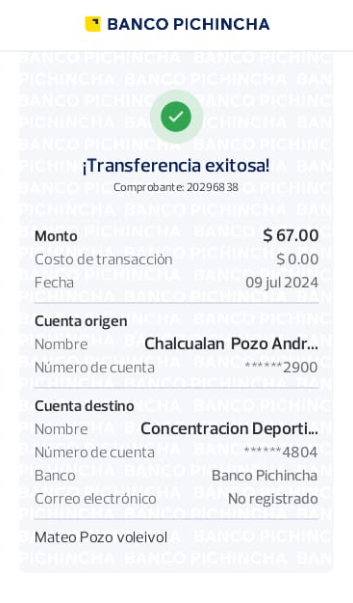 BANCO PICHINCHA
¡Transferencia exitosa!
Comprobante: 20296838
Monto $ 67.00
Costo de transacción $ 0.00
Fecha 09 jul 2024
Cuenta origen
Nombre Chalcualan Pozo Andr...
Número de cuenta ******2900
Cuenta destino
Nombre Concentracion Deporti...
Número de cuenta ******4804
Banco Banco Pichincha
Correo electrónico No registrado
Mateo Pozo voleivol